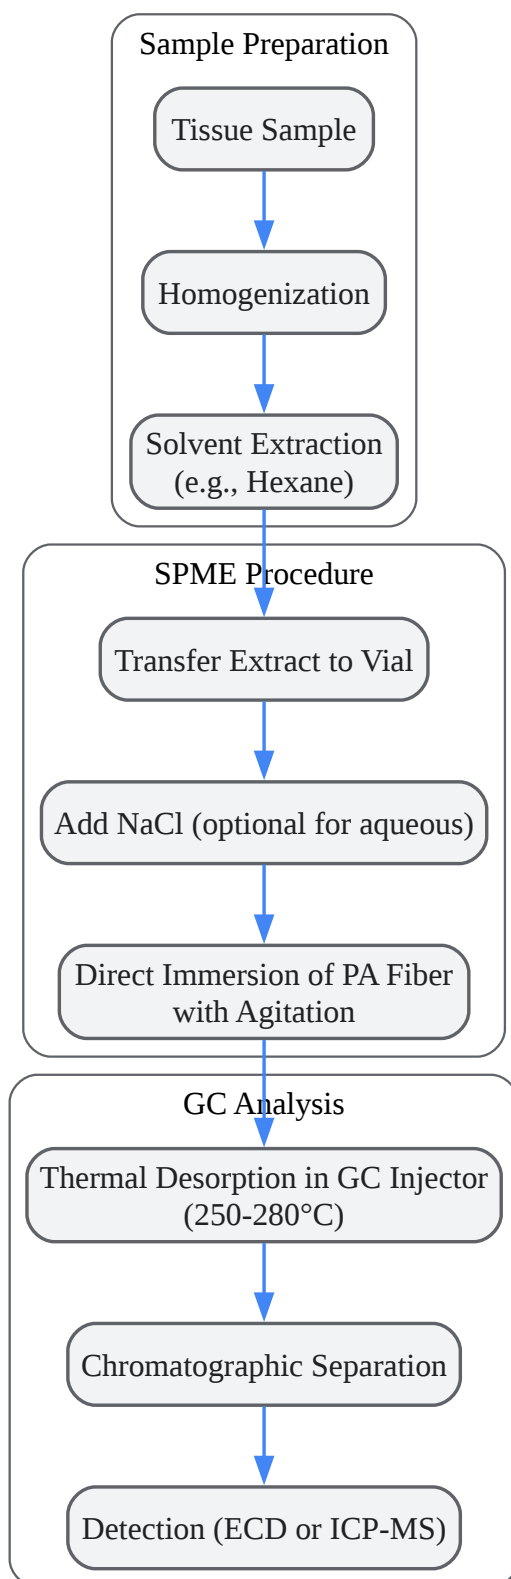 Sample Preparation
Tissue Sample
Homogenization
Solvent Extraction
(e.g., Hexane)
SPME Procedure
Transfer Extract to Vial
Add NaCl (optional for aqueous)
Direct Immersion of PA Fiber
with Agitation
GC Analysis
Thermal Desorption in GC Injector
(250-280°C)
Chromatographic Separation
Detection (ECD or ICP-MS)